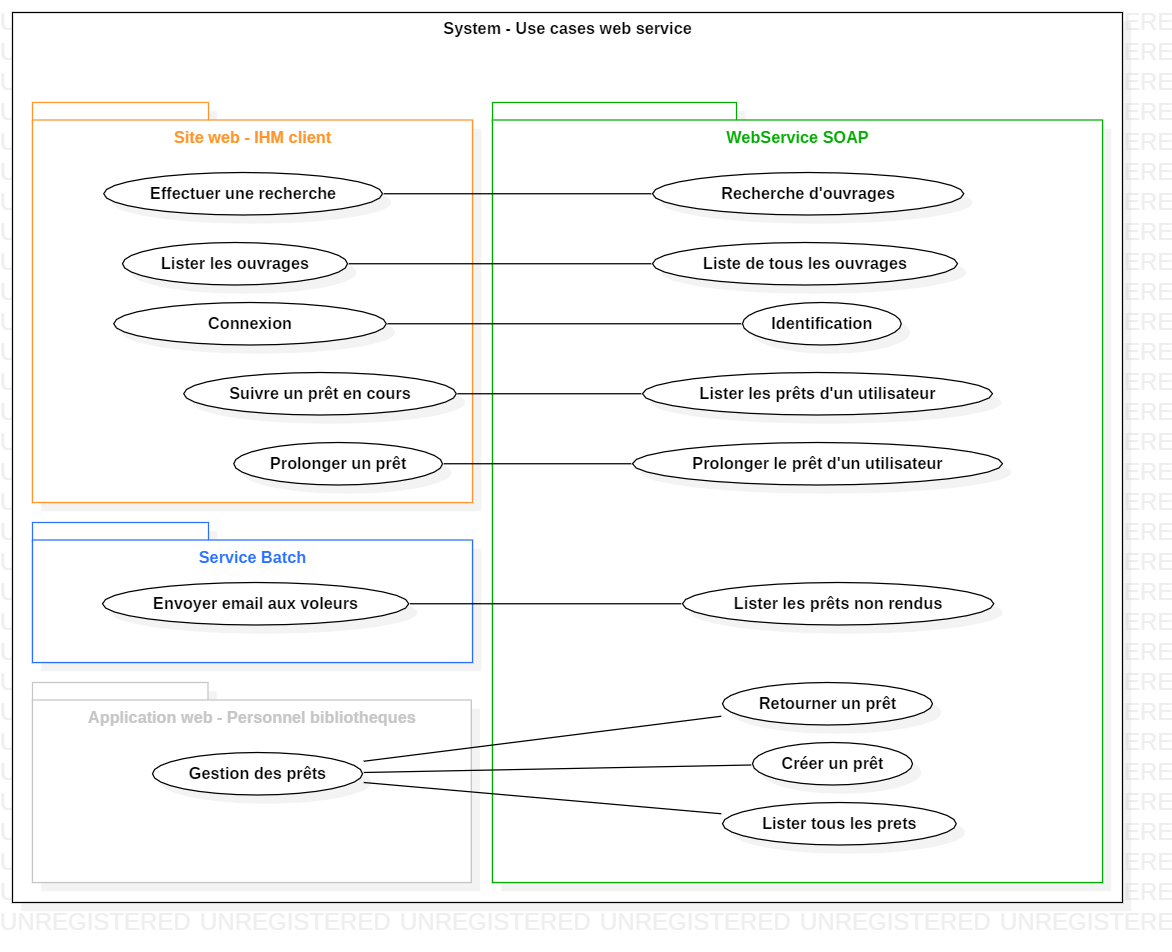 System - Use cases web service
Site web - IHM client
Effectuer une recherche
Lister les ouvrages
Connexion
Suivre un prêt en cours
Prolonger un prêt
Service Batch
Envoyer email aux voleurs
Application web - Personnel bibliotheques
Gestion des prêts
WebService SOAP
Recherche d'ouvrages
Liste de tous les ouvrages
Identification
Lister les prêts d'un utilisateur
Prolonger le prêt d'un utilisateur
Lister les prêts non rendus
Retourner un prêt
Créer un prêt
Lister tous les prets
UNREGISTERED UNREGISTERED UNREGISTERED UNREGISTERED UNREGISTERED UNREGISTERE